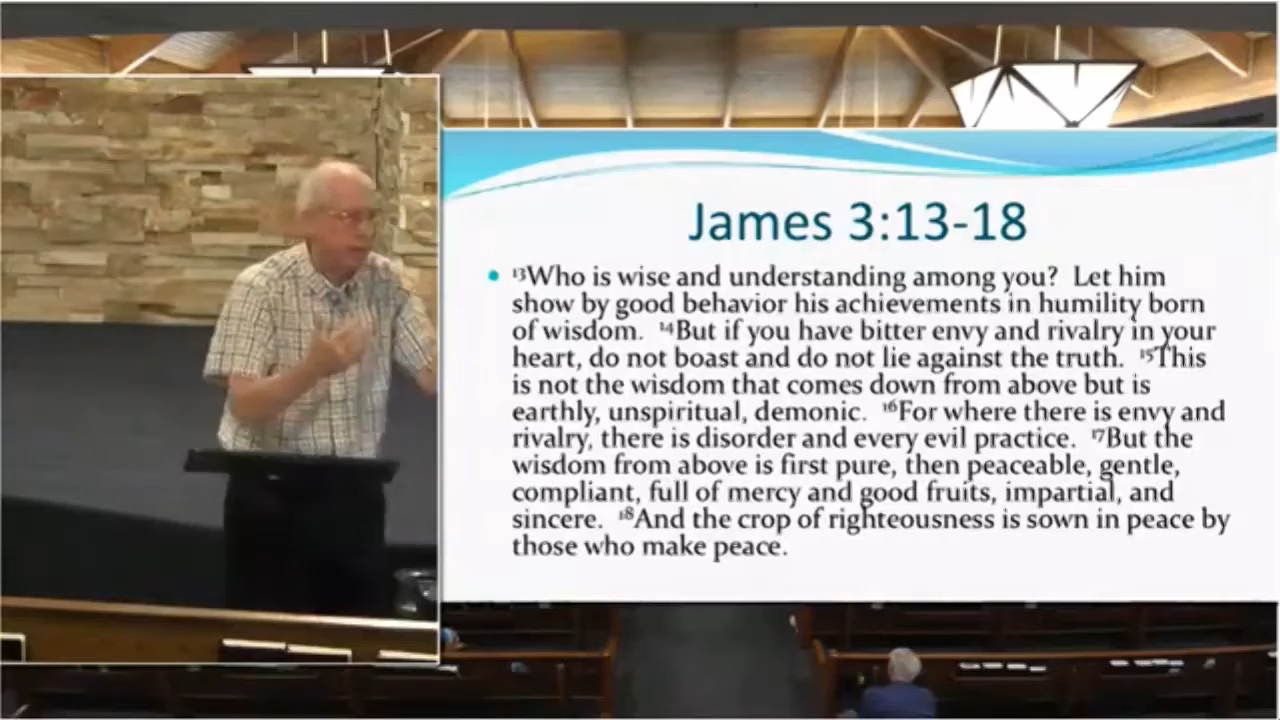 James 3:13-18
• ¹³Who is wise and understanding among you?  Let him
show by good behavior his achievements in humility born
of wisdom.  ¹⁴But if you have bitter envy and rivalry in your
heart, do not boast and do not lie against the truth.  ¹⁵This
is not the wisdom that comes down from above but is
earthly, unspiritual, demonic.  ¹⁶For where there is envy and
rivalry, there is disorder and every evil practice.  ¹⁷But the
wisdom from above is first pure, then peaceable, gentle,
compliant, full of mercy and good fruits, impartial, and
sincere.  ¹⁸And the crop of righteousness is sown in peace by
those who make peace.